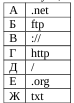 А .net
Б ftp
В ://
Г http
Д /
Е .org
Ж txt